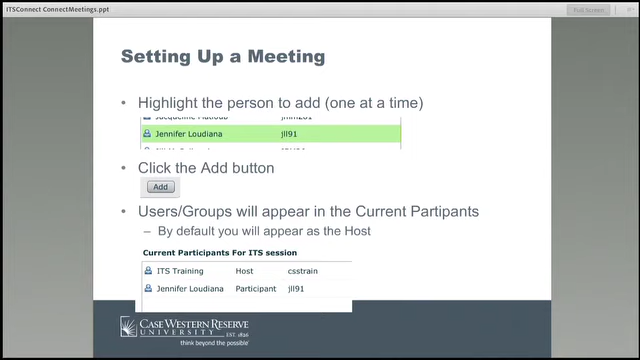 ITSConnect ConnectMeetings.ppt
Full Screen
Setting Up a Meeting
• Highlight the person to add (one at a time)
Jennifer Loudiana jll91
• Click the Add button
Add
• Users/Groups will appear in the Current Partipants
– By default you will appear as the Host
Current Participants For ITS session
ITS Training Host csstrain
Jennifer Loudiana Participant jll91
CASE WESTERN RESERVE
UNIVERSITY EST. 1826
think beyond the possible®